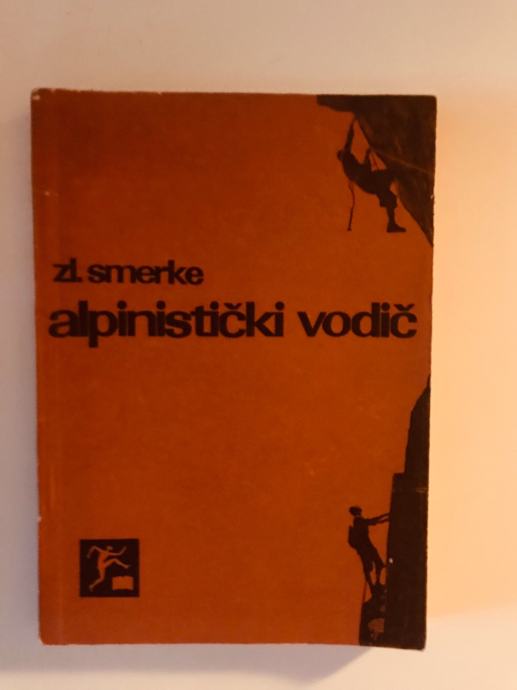 zl. smerke
alpinistički vodič